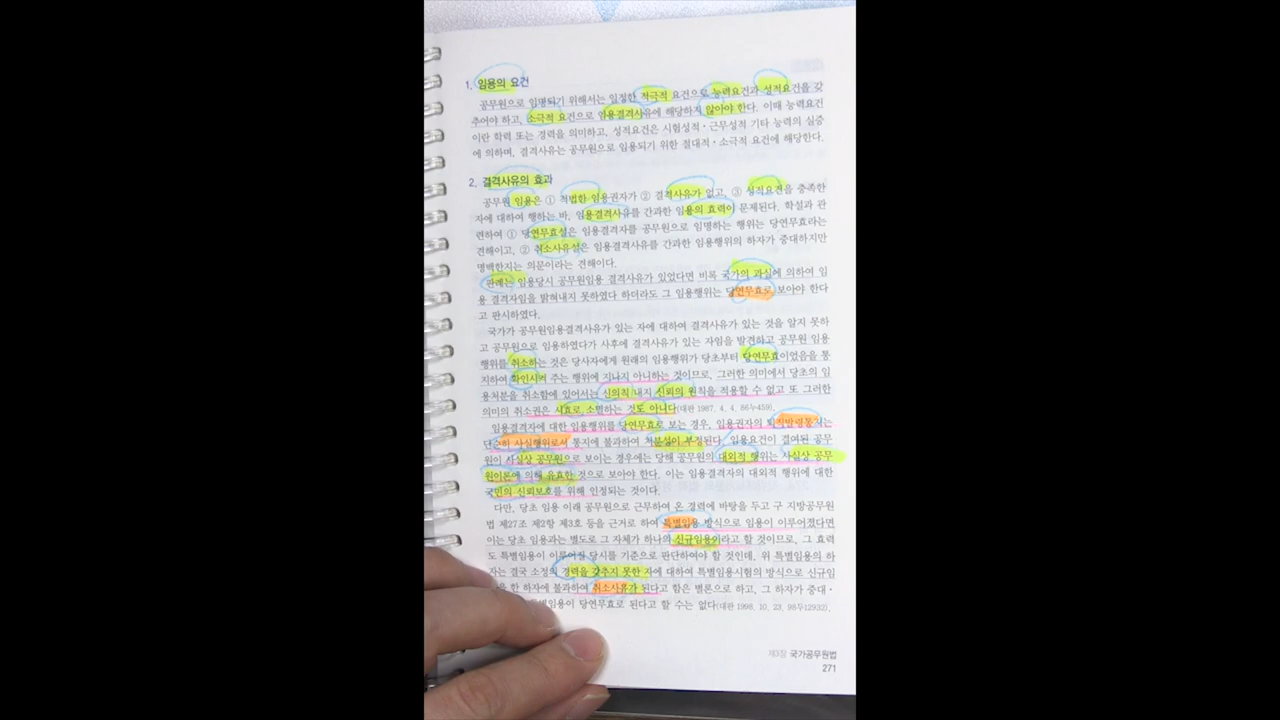 1. 임용의 요건
공무원으로 임명되기 위해서는 일정한 적극적 요건으로 능력요건과 성적요건을 갖
추어야 하고, 소극적 요건으로 임용결격사유에 해당하지 않아야 한다. 이때 능력요건
이란 학력 또는 경력을 의미하고, 성적요건은 시험성적·근무성적 기타 능력의 실증
에 의하며, 결격사유는 공무원으로 임용되기 위한 절대적·소극적 요건에 해당한다.
2. 결격사유의 효과
공무원 임용은 ① 적법한 임용권자가 ② 결격사유가 없고, ③ 성적요건을 충족한
자에 대하여 행하는 바, 임용결격사유를 간과한 임용의 효력이 문제된다. 학설과 관
련하여 ① 당연무효설은 임용결격자를 공무원으로 임명하는 행위는 당연무효라는
견해이고, ② 취소사유설은 임용결격사유를 간과한 임용행위의 하자가 중대하지만
명백한지는 의문이라는 견해이다.
판례는 임용당시 공무원임용 결격사유가 있었다면 비록 국가의 과실에 의하여 임
용 결격자임을 밝혀내지 못하였다 하더라도 그 임용행위는 당연무효로 보아야 한다
고 판시하였다.
국가가 공무원임용결격사유가 있는 자에 대하여 결격사유가 있는 것을 알지 못하
고 공무원으로 임용하였다가 사후에 결격사유가 있는 자임을 발견하고 공무원 임용
행위를 취소하는 것은 당사자에게 원래의 임용행위가 당초부터 당연무효이었음을 통
지하여 확인시켜 주는 행위에 지나지 아니하는 것이므로, 그러한 의미에서 당초의 임
용처분을 취소함에 있어서는 신의칙 내지 신뢰의 원칙을 적용할 수 없고 또 그러한
의미의 취소권은 시효로 소멸하는 것도 아니다(대판 1987. 4. 4. 86누459).
임용결격자에 대한 임용행위를 당연무효로 보는 경우, 임용권자의 퇴직발령통지는
단순히 사실행위로서 통지에 불과하여 처분성이 부정된다. 임용요건이 결여된 공무
원이 사실상 공무원으로 보이는 경우에는 당해 공무원의 대외적 행위는 사실상 공무
원이론에 의해 유효한 것으로 보아야 한다. 이는 임용결격자의 대외적 행위에 대한
국민의 신뢰보호를 위해 인정되는 것이다.
다만, 당초 임용 이래 공무원으로 근무하여 온 경력에 바탕을 두고 구 지방공무원
법 제27조 제2항 제3호 등을 근거로 하여 특별임용 방식으로 임용이 이루어졌다면
이는 당초 임용과는 별도로 그 자체가 하나의 신규임용이라고 할 것이므로, 그 효력
도 특별임용이 이루어질 당시를 기준으로 판단하여야 할 것인데, 위 특별임용의 하
자는 결국 소정의 경력을 갖추지 못한 자에 대하여 특별임용시험의 방식으로 신규임
을 한 하자에 불과하여 취소사유가 된다고 함은 별론으로 하고, 그 하자가 중대·
임용이 당연무효로 된다고 할 수는 없다(대판 1998. 10. 23, 98두12932).
제3장 국가공무원법
271